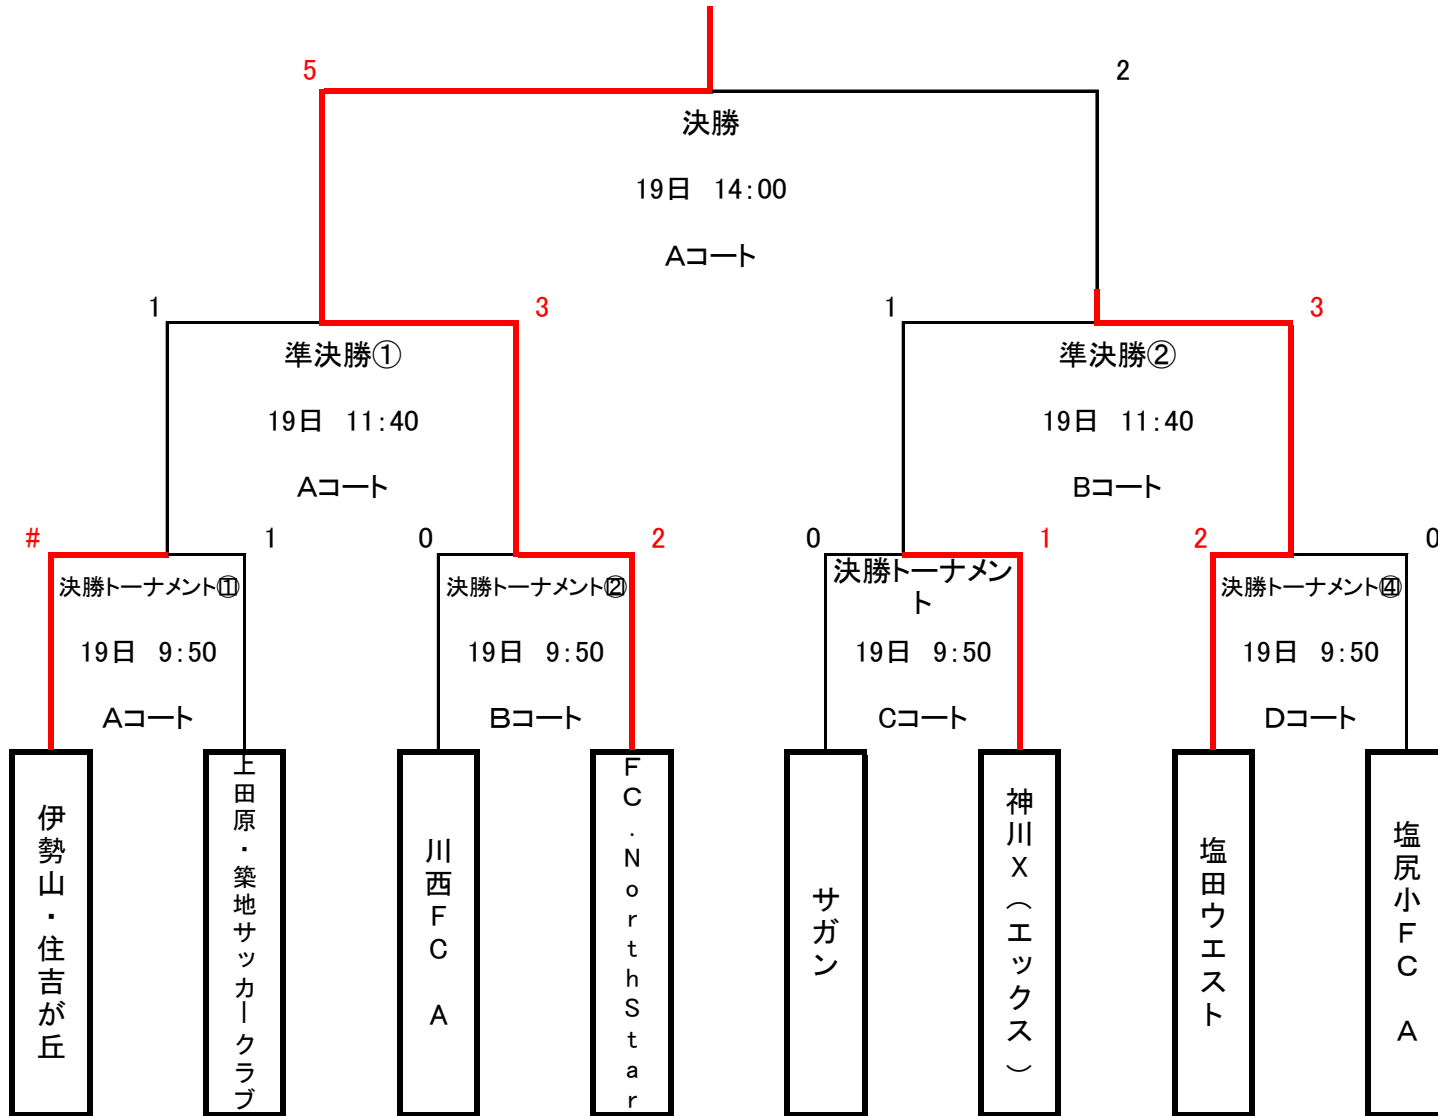 5
2
決勝
19日 14:00
Aコート
1
3
1
3
準決勝①
準決勝②
19日 11:40
19日 11:40
Aコート
Bコート
#
1
0
2
0
1
2
0
決勝トーナメント①
決勝トーナメント②
決勝トーナメン
ト
決勝トーナメント④
19日 9:50
19日 9:50
19日 9:50
19日 9:50
Aコート
Bコート
Cコート
Dコート
伊勢山・住吉が丘
上田原・築地サッカークラブ
川西FC A
FC.NorthStar
サガン
神川X(エックス)
塩田ウエスト
塩尻小FC A